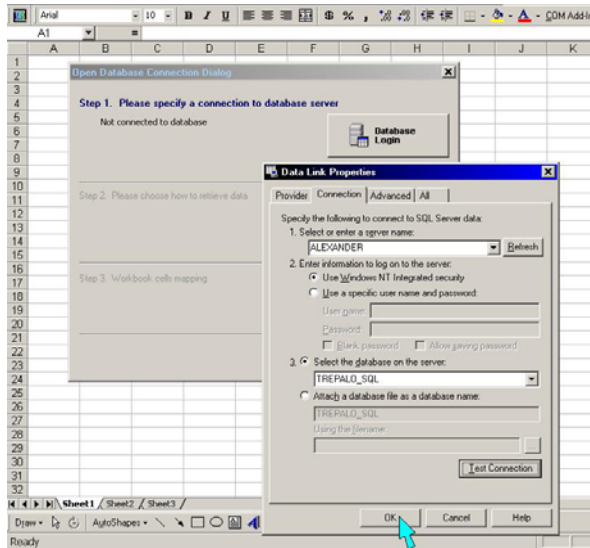 Arial 10 B I U $ % , COM Add-In
A1 =
A B C D E F G H I J K
1
2
3
4
5
6
7
8
9
10
11
12
13
14
15
16
17
18
19
20
21
22
23
24
25
26
27
28
29
30
31
32
Open Database Connection Dialog
Step 1. Please specify a connection to database server
Not connected to database
Database
Login
Step 2. Please choose how to retrieve data
Step 3. Workbook cells mapping
Data Link Properties
Provider Connection Advanced All
Specify the following to connect to SQL Server data:
1. Select or enter a server name:
ALEXANDER Refresh
2. Enter information to log on to the server:
Use Windows NT Integrated security
Use a specific user name and password:
User name:
Password:
Blank password Allow saving password
3. Select the database on the server:
TREPALO_SQL
Attach a database file as a database name:
TREPALO_SQL
Using the filename:
...
Test Connection
OK Cancel Help
Sheet1 Sheet2 Sheet3
Draw AutoShapes
Ready